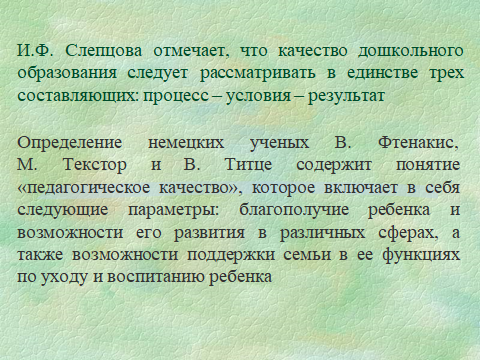 И.Ф. Слепцова отмечает, что качество дошкольного
образования следует рассматривать в единстве трех
составляющих: процесс – условия – результат
Определение немецких ученых В. Фтенакис,
М. Текстор и В. Титце содержит понятие
«педагогическое качество», которое включает в себя
следующие параметры: благополучие ребенка и
возможности его развития в различных сферах, а
также возможности поддержки семьи в ее функциях
по уходу и воспитанию ребенка